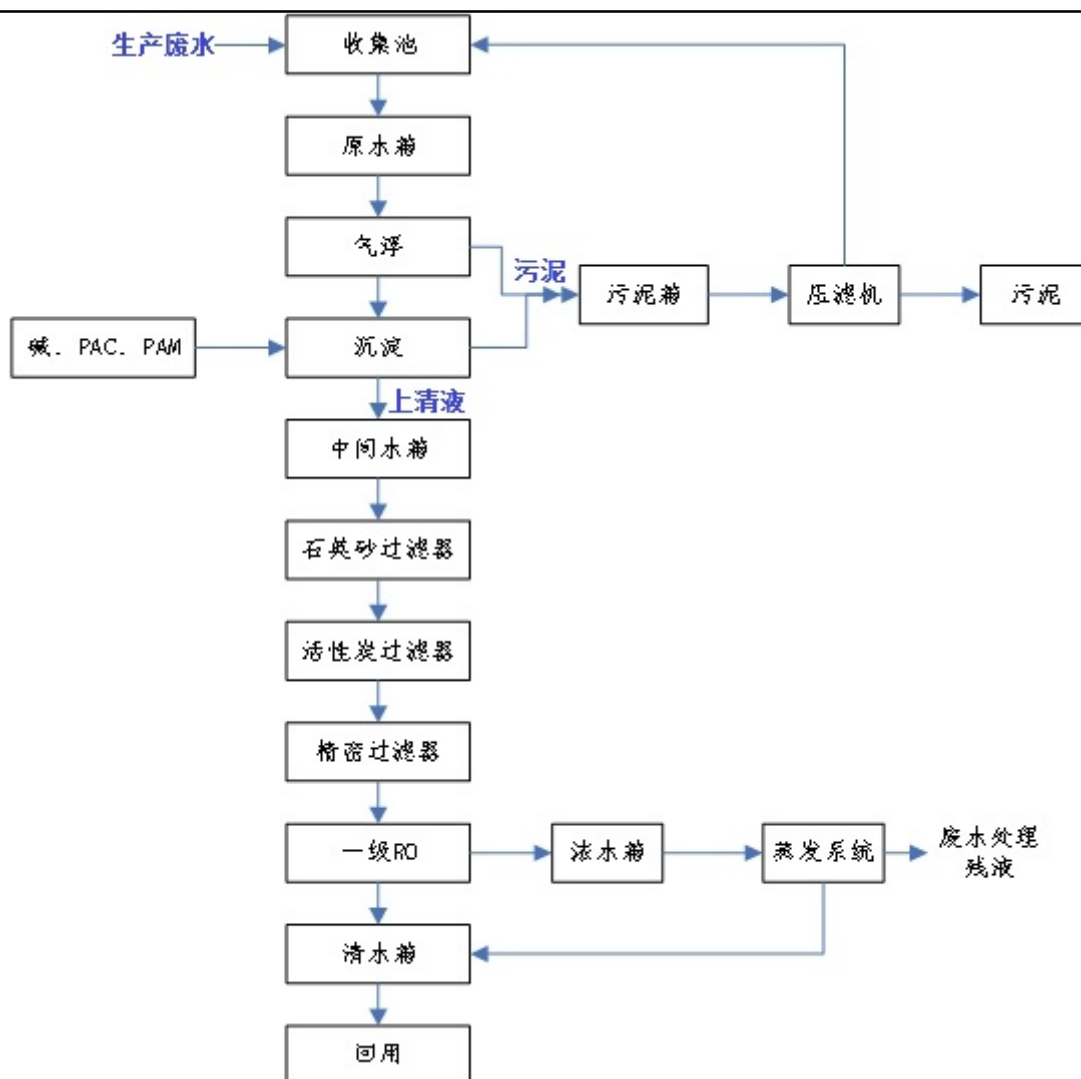 生产废水
收集池
原水箱
气浮
污泥
污泥箱
压滤机
污泥
碱. PAC. PAM
沉淀
上清液
中间水箱
石英砂过滤器
活性炭过滤器
精密过滤器
一级RO
浓水箱
蒸发系统
废水处理
残液
清水箱
回用